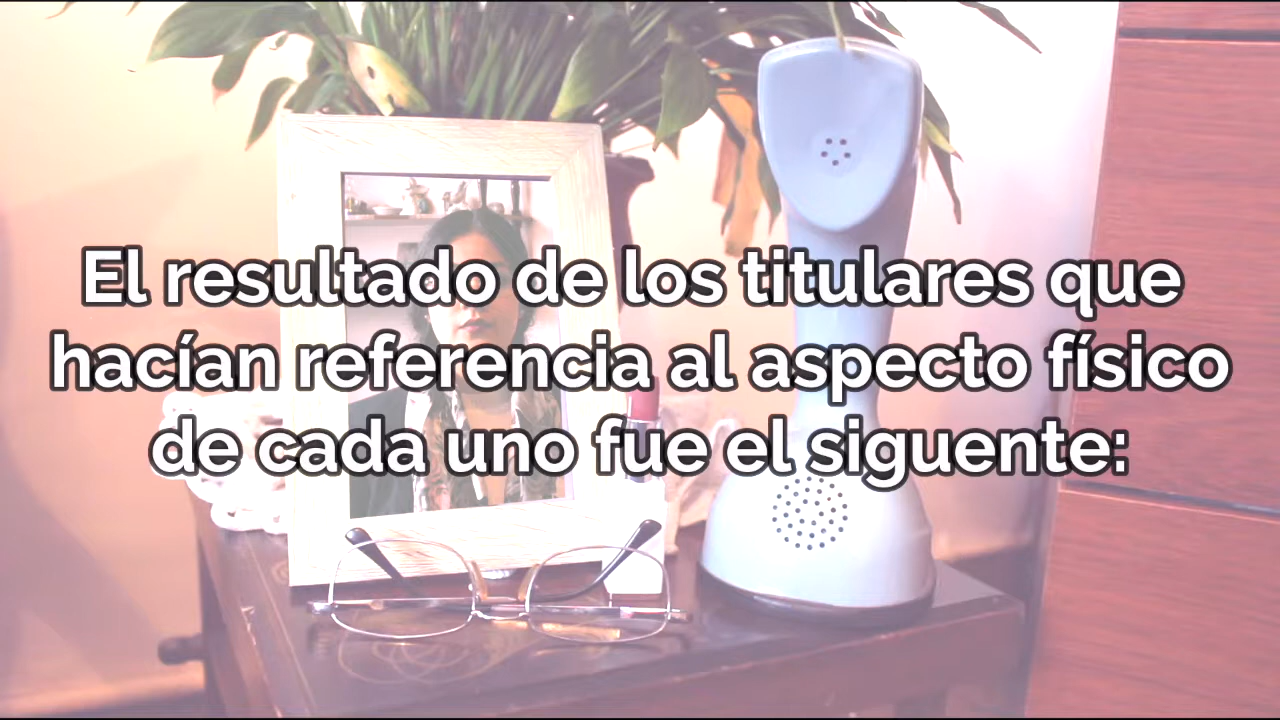 El resultado de los titulares que
hacían referencia al aspecto físico
de cada uno fue el siguente: